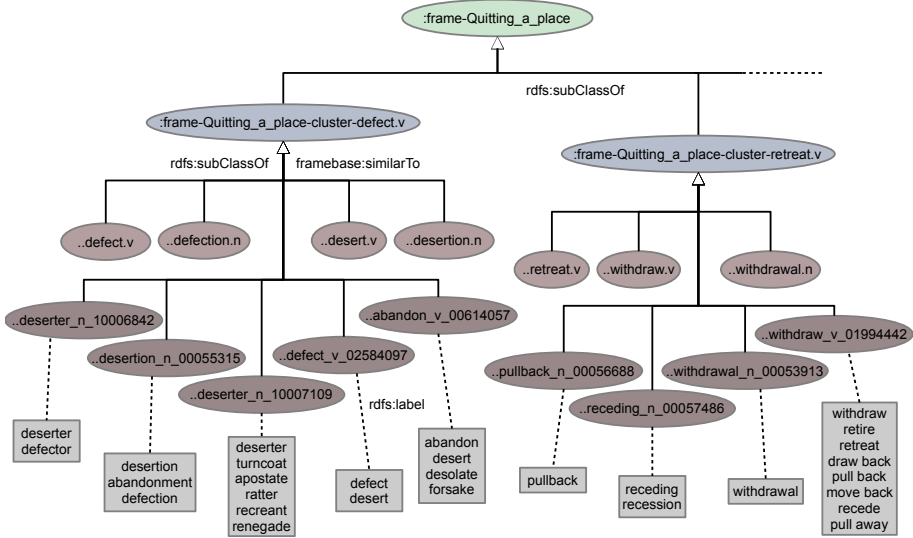 :frame-Quitting_a_place
rdfs:subClassOf
:frame-Quitting_a_place-cluster-defect.v
:frame-Quitting_a_place-cluster-retreat.v
rdfs:subClassOf
framebase:similarTo
..defect.v
..defection.n
..desert.v
..desertion.n
..retreat.v
..withdraw.v
..withdrawal.n
..deserter_n_10006842
..desertion_n_00055315
..deserter_n_10007109
..defect_v_02584097
..abandon_v_00614057
..pullback_n_00056688
..receding_n_00057486
..withdrawal_n_00053913
..withdraw_v_01994442
rdfs:label
deserter
defector
desertion
abandonment
defection
deserter
turncoat
apostate
ratter
recreant
renegade
defect
desert
abandon
desert
desolate
forsake
pullback
receding
recession
withdrawal
withdraw
retire
retreat
draw back
pull back
move back
recede
pull away